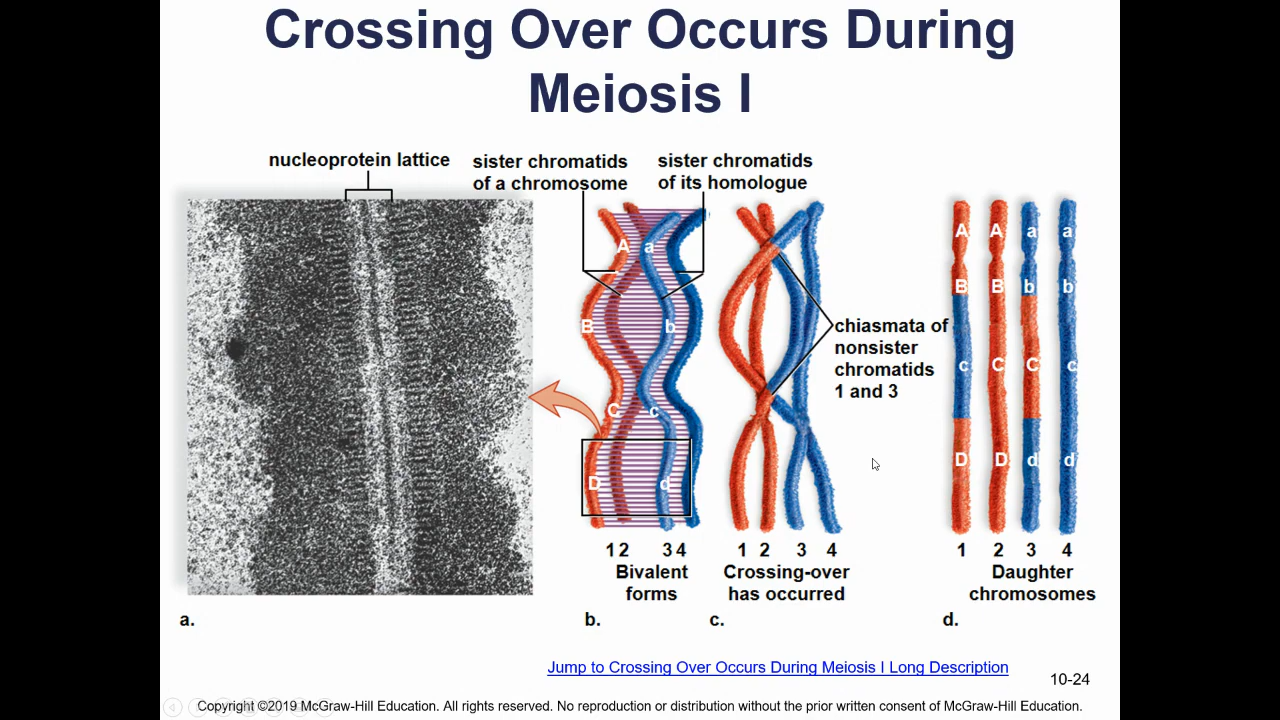 Crossing Over Occurs During
Meiosis I
nucleoprotein lattice
sister chromatids
of a chromosome
sister chromatids
of its homologue
A
a
B
b
C
c
D
d
1 2
3 4
Bivalent
forms
chiasmata of
nonsister
chromatids
1 and 3
1 2 3 4
Crossing-over
has occurred
A A a a
B B b b
c C C c
D D d d
1 2 3 4
Daughter
chromosomes
a.
b.
c.
d.
Jump to Crossing Over Occurs During Meiosis I Long Description
10-24
Copyright ©2019 McGraw-Hill Education. All rights reserved. No reproduction or distribution without the prior written consent of McGraw-Hill Education.